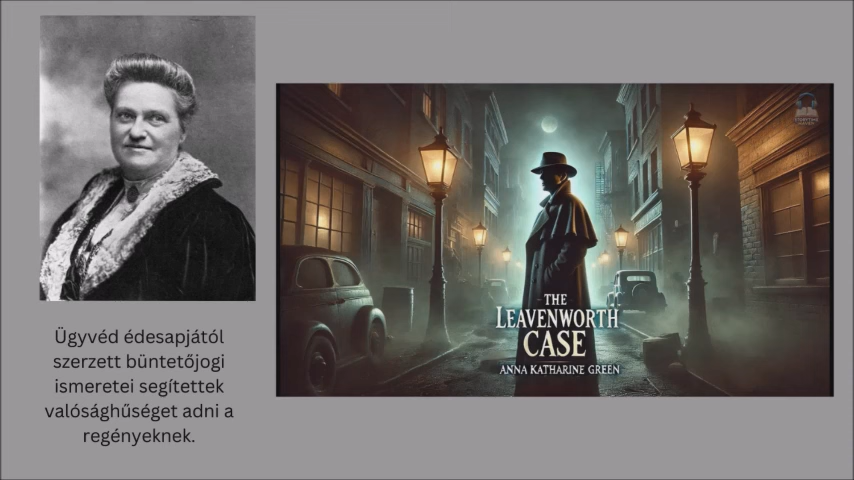 Ügyvéd édesapjától
szerzett büntetőjogi
ismeretei segítettek
valósághűséget adni a
regényeknek.
THE
LEAVENWORTH
CASE
ANNA KATHARINE GREEN